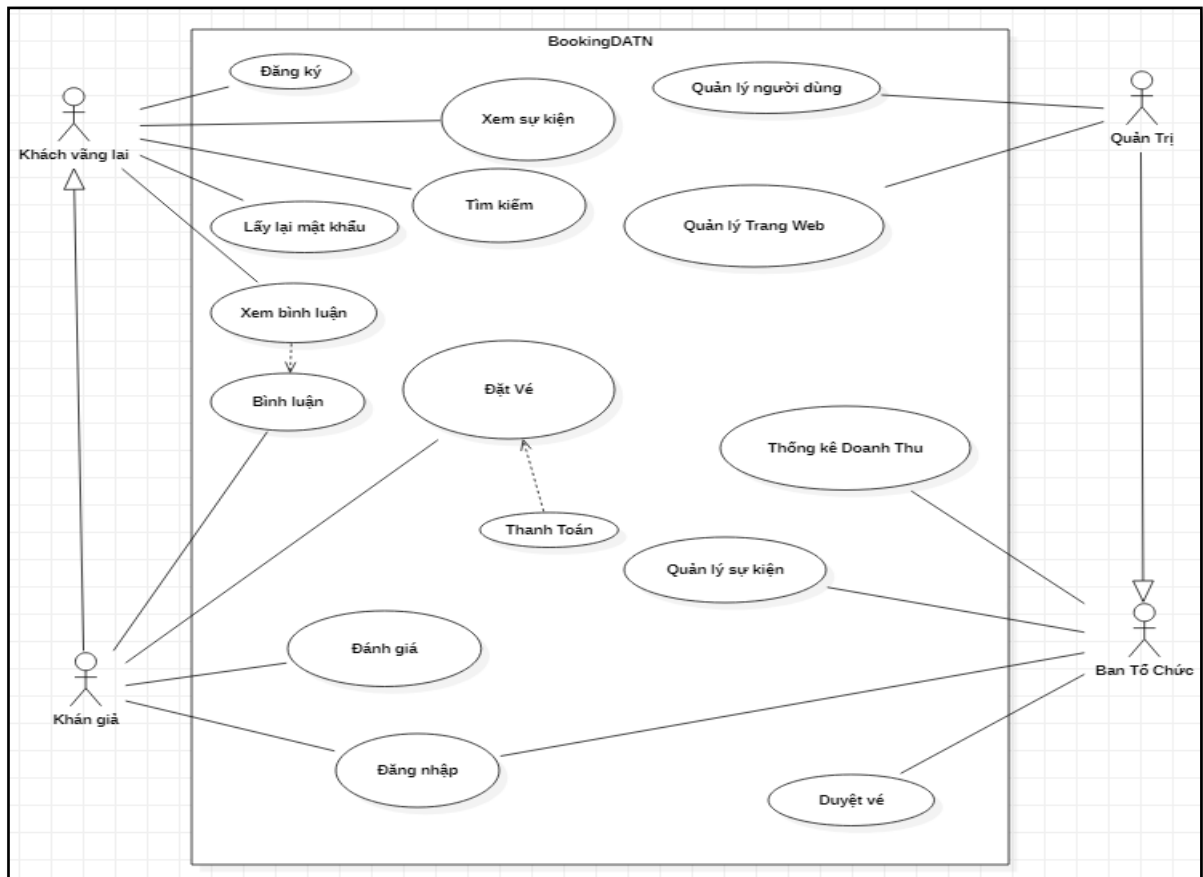 BookingDATN
Đăng ký
Quản lý người dùng
Xem sự kiện
Quản Trị
Khách vãng lai
Tìm kiếm
Lấy lại mật khẩu
Quản lý Trang Web
Xem bình luận
Đặt Vé
Bình luận
Thống kê Doanh Thu
Thanh Toán
Quản lý sự kiện
Đánh giá
Ban Tổ Chức
Khán giả
Đăng nhập
Duyệt vé